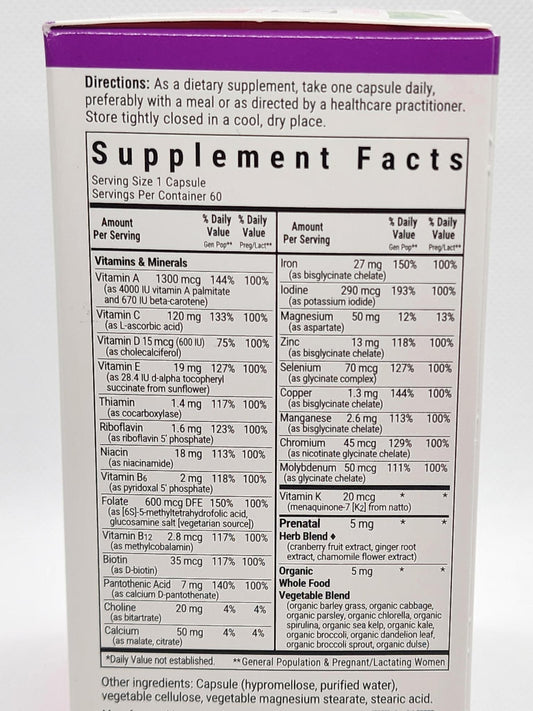 Directions: As a dietary supplement, take one capsule daily,
preferably with a meal or as directed by a healthcare practitioner.
Store tightly closed in a cool, dry place.
Supplement Facts
Serving Size 1 Capsule
Servings Per Container 60
Amount Per Serving % Daily Value Gen Pop** % Daily Value Preg/Lact**
Vitamins & Minerals
Vitamin A 1300 mcg 144% 100%
(as 4000 IU vitamin A palmitate
and 670 IU beta-carotene)
Vitamin C 120 mg 133% 100%
(as L-ascorbic acid)
Vitamin D 15 mcg (600 IU) 75% 100%
(as cholecalciferol)
Vitamin E 19 mg 127% 100%
(as 28.4 IU d-alpha tocopheryl
succinate from sunflower)
Thiamin 1.4 mg 117% 100%
(as cocarboxylase)
Riboflavin 1.6 mg 123% 100%
(as riboflavin 5' phosphate)
Niacin 18 mg 113% 100%
(as niacinamide)
Vitamin B6 2 mg 118% 100%
(as pyridoxal 5' phosphate)
Folate 600 mcg DFE 150% 100%
(as [6S]-5-methyltetrahydrofolic acid,
glucosamine salt [vegetarian source])
Vitamin B12 2.8 mcg 117% 100%
(as methylcobalamin)
Biotin 35 mcg 117% 100%
(as D-biotin)
Pantothenic Acid 7 mg 140% 100%
(as calcium D-pantothenate)
Choline 20 mg 4% 4%
(as bitartrate)
Calcium 50 mg 4% 4%
(as malate, citrate)
Amount Per Serving % Daily Value Gen Pop** % Daily Value Preg/Lact**
Iron 27 mg 150% 100%
(as bisglycinate chelate)
Iodine 290 mcg 193% 100%
(as potassium iodide)
Magnesium 50 mg 12% 13%
(as aspartate)
Zinc 13 mg 118% 100%
(as bisglycinate chelate)
Selenium 70 mcg 127% 100%
(as glycinate complex)
Copper 1.3 mg 144% 100%
(as bisglycinate chelate)
Manganese 2.6 mg 113% 100%
(as bisglycinate chelate)
Chromium 45 mcg 129% 100%
(as nicotinate glycinate chelate)
Molybdenum 50 mcg 111% 100%
(as glycinate chelate)
Vitamin K 20 mcg * *
(menaquinone-7 [K2] from natto)
Prenatal 5 mg * *
Herb Blend ♦
(cranberry fruit extract, ginger root
extract, chamomile flower extract)
Organic 5 mg * *
Whole Food
Vegetable Blend
(organic barley grass, organic cabbage,
organic parsley, organic chlorella, organic
spirulina, organic sea kelp, organic kale,
organic broccoli, organic dandelion leaf,
organic broccoli sprout, organic dulse)
*Daily Value not established. **General Population & Pregnant/Lactating Women
Other ingredients: Capsule (hypromellose, purified water),
vegetable cellulose, vegetable magnesium stearate, stearic acid.